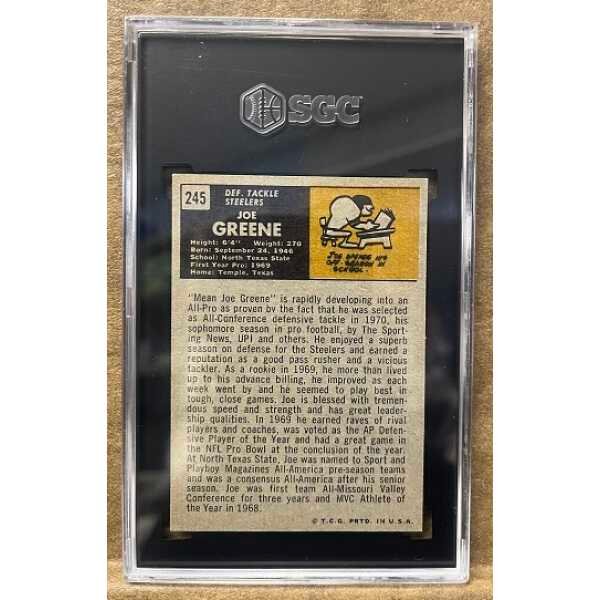 SGC
245
DEF. TACKLE
STEELERS
JOE
GREENE
Height: 6'4" Weight: 270
Born: September 24, 1946
School: North Texas State
First Year Pro: 1969
Home: Temple, Texas
JOE SPENDS HIS
OFF-SEASON IN
SCHOOL.
"Mean Joe Greene" is rapidly developing into an
All-Pro as proven by the fact that he was selected
as All-Conference defensive tackle in 1970, his
sophomore season in pro football, by The Sport-
ing News, UPI and others. He enjoyed a superb
season on defense for the Steelers and earned a
reputation as a good pass rusher and a vicious
tackler. As a rookie in 1969, he more than lived
up to his advance billing, he improved as each
week went by and he seemed to play best in
tough, close games. Joe is blessed with tremen-
dous speed and strength and has great leader-
ship qualities. In 1969 he earned raves of rival
players and coaches, was voted as the AP Defen-
sive Player of the Year and had a great game in
the NFL Pro Bowl at the conclusion of the year.
At North Texas State, Joe was named to Sport and
Playboy Magazines All-America pre-season teams
and was a consensus All-America after his senior
season. Joe was first team All-Missouri Valley
Conference for three years and MVC Athlete of
the Year in 1968.
© T.C.G. PRTD. IN U.S.A.